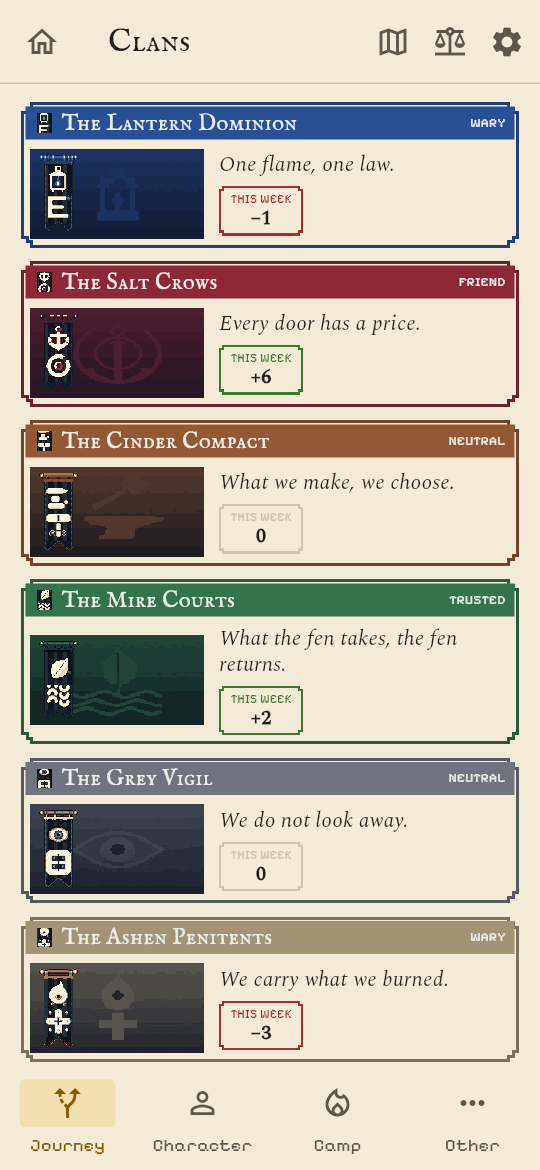 Clans
The Lantern Dominion
WARY
One flame, one law.
THIS WEEK
−1
The Salt Crows
FRIEND
Every door has a price.
THIS WEEK
+6
The Cinder Compact
NEUTRAL
What we make, we choose.
THIS WEEK
0
The Mire Courts
TRUSTED
What the fen takes, the fen
returns.
THIS WEEK
+2
The Grey Vigil
NEUTRAL
We do not look away.
THIS WEEK
0
The Ashen Penitents
WARY
We carry what we burned.
THIS WEEK
−3
Journey
Character
Camp
Other